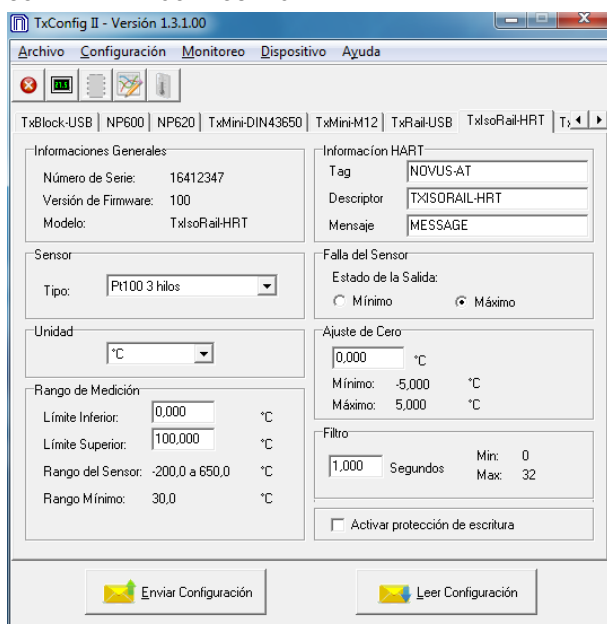 TxConfig II - Versión 1.3.1.00
Archivo Configuración Monitoreo Dispositivo Ayuda
TxBlock-USB NP600 NP620 TxMini-DIN43650 TxMini-M12 TxRail-USB TxIsoRail-HRT
Informaciones Generales
Número de Serie: 16412347
Versión de Firmware: 100
Modelo: TxIsoRail-HRT
Informacíon HART
Tag NOVUS-AT
Descriptor TXISORAIL-HRT
Mensaje MESSAGE
Sensor
Tipo: Pt100 3 hilos
Falla del Sensor
Estado de la Salida:
Mínimo Máximo
Unidad
°C
Ajuste de Cero
0,000 °C
Mínimo: -5,000 °C
Máximo: 5,000 °C
Rango de Medición
Límite Inferior: 0,000 °C
Límite Superior: 100,000 °C
Rango del Sensor: -200,0 a 650,0 °C
Rango Mínimo: 30,0 °C
Filtro
1,000 Segundos
Min: 0
Max: 32
Activar protección de escritura
Enviar Configuración
Leer Configuración